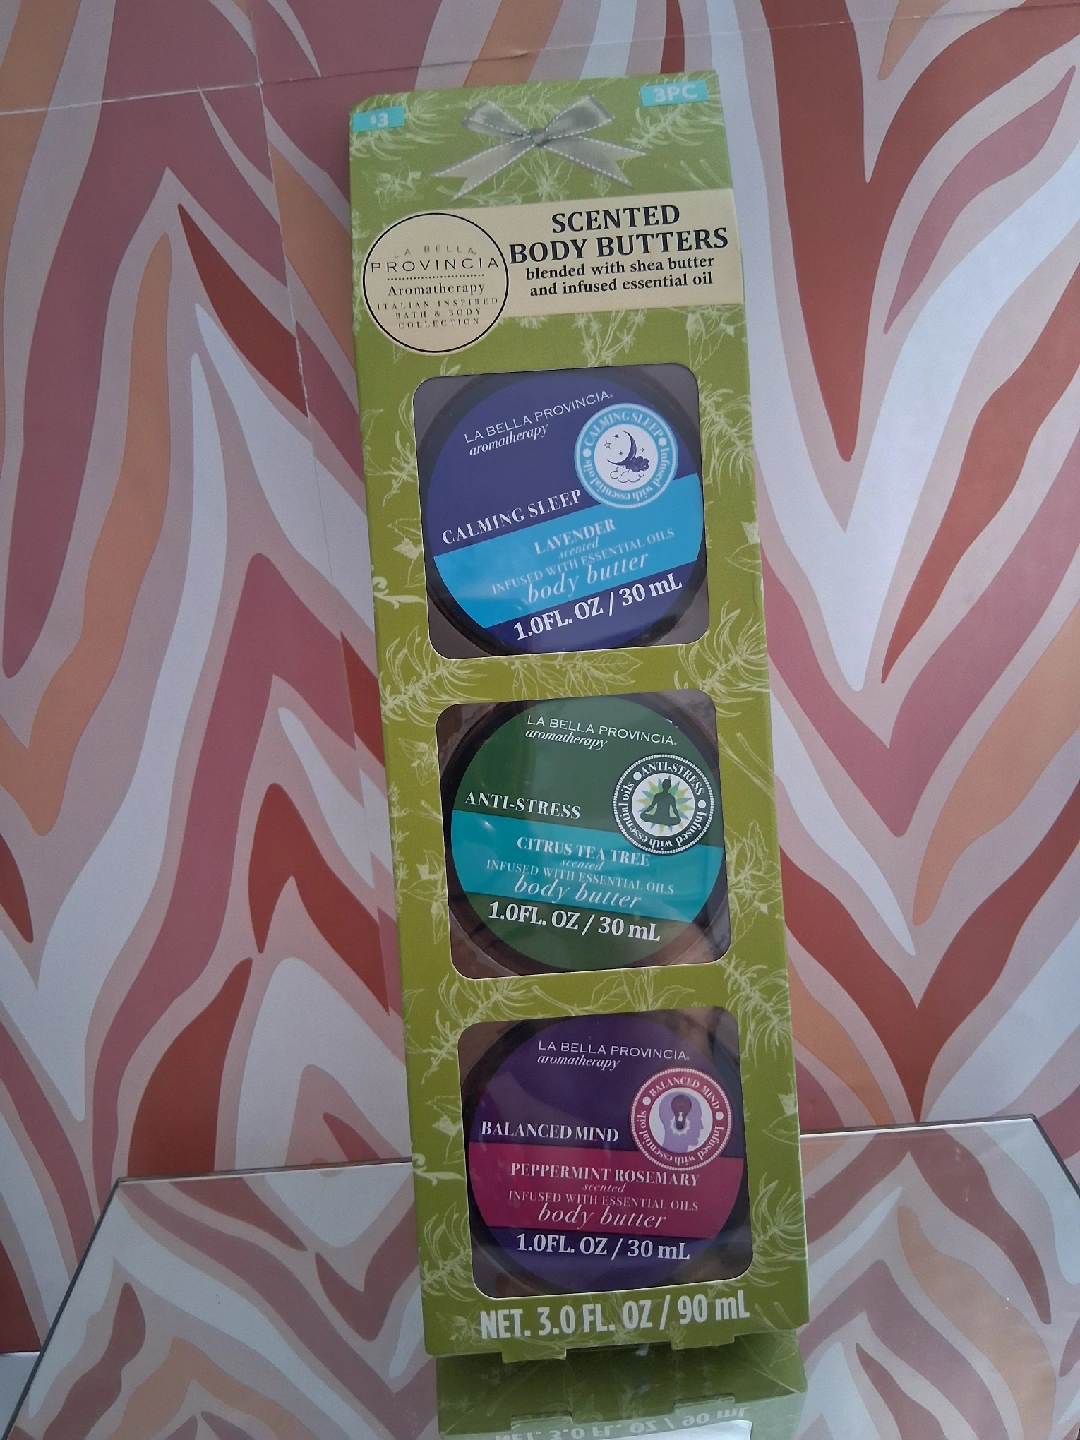 $3
3PC
LA BELLA
PROVINCIA
Aromatherapy
ITALIAN INSPIRED
BATH & BODY
COLLECTION
SCENTED
BODY BUTTERS
blended with shea butter
and infused essential oil
LA BELLA PROVINCIA
aromatherapy
CALMING SLEEP
Infused with essential oils
CALMING SLEEP
LAVENDER
scented
INFUSED WITH ESSENTIAL OILS
body butter
1.0FL. OZ / 30 mL
LA BELLA PROVINCIA
aromatherapy
ANTI-STRESS
Infused with essential oils
ANTI-STRESS
CITRUS TEA TREE
scented
INFUSED WITH ESSENTIAL OILS
body butter
1.0FL. OZ / 30 mL
LA BELLA PROVINCIA
aromatherapy
BALANCED MIND
Infused with essential oils
BALANCED MIND
PEPPERMINT ROSEMARY
scented
INFUSED WITH ESSENTIAL OILS
body butter
1.0FL. OZ / 30 mL
NET. 3.0 FL. OZ / 90 mL